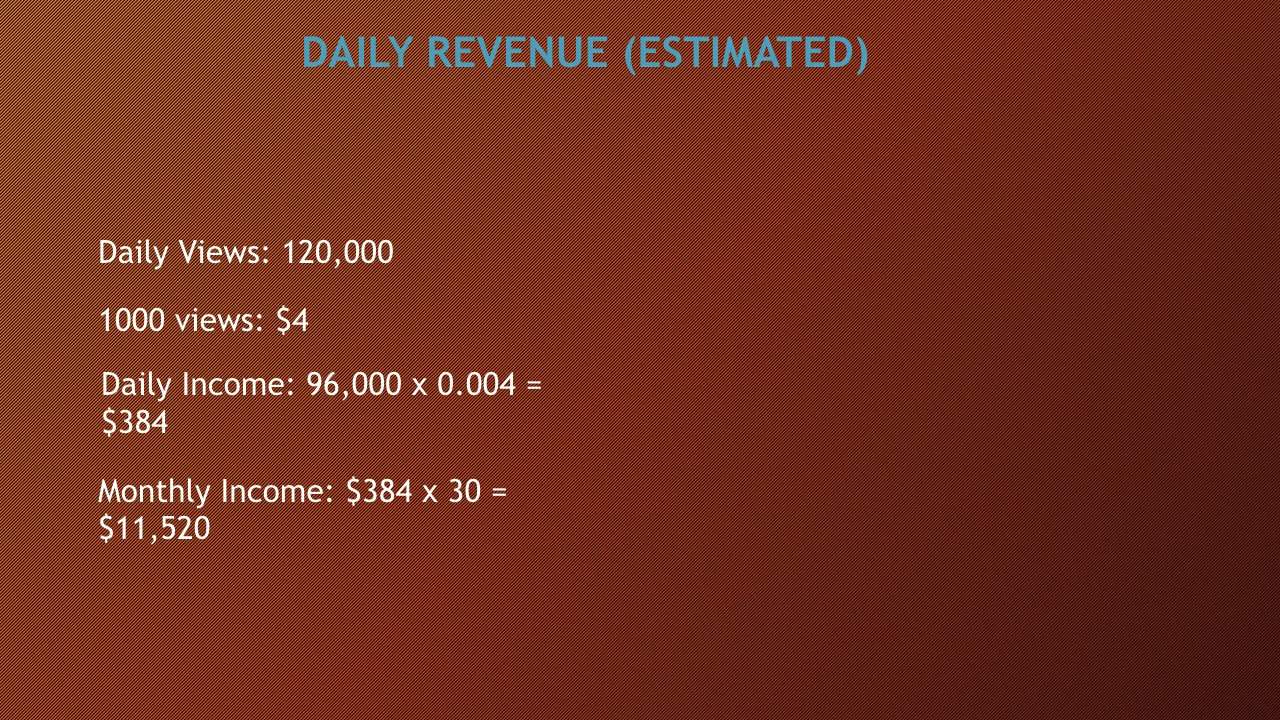 DAILY REVENUE (ESTIMATED)
Daily Views: 120,000
1000 views: $4
Daily Income: 96,000 x 0.004 =
$384
Monthly Income: $384 x 30 =
$11,520